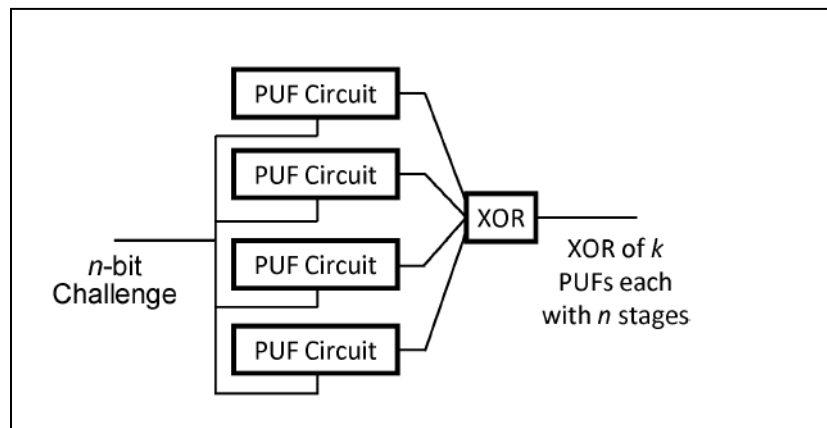 PUF Circuit
PUF Circuit
PUF Circuit
PUF Circuit
n-bit
Challenge
XOR
XOR of k
PUFs each
with n stages